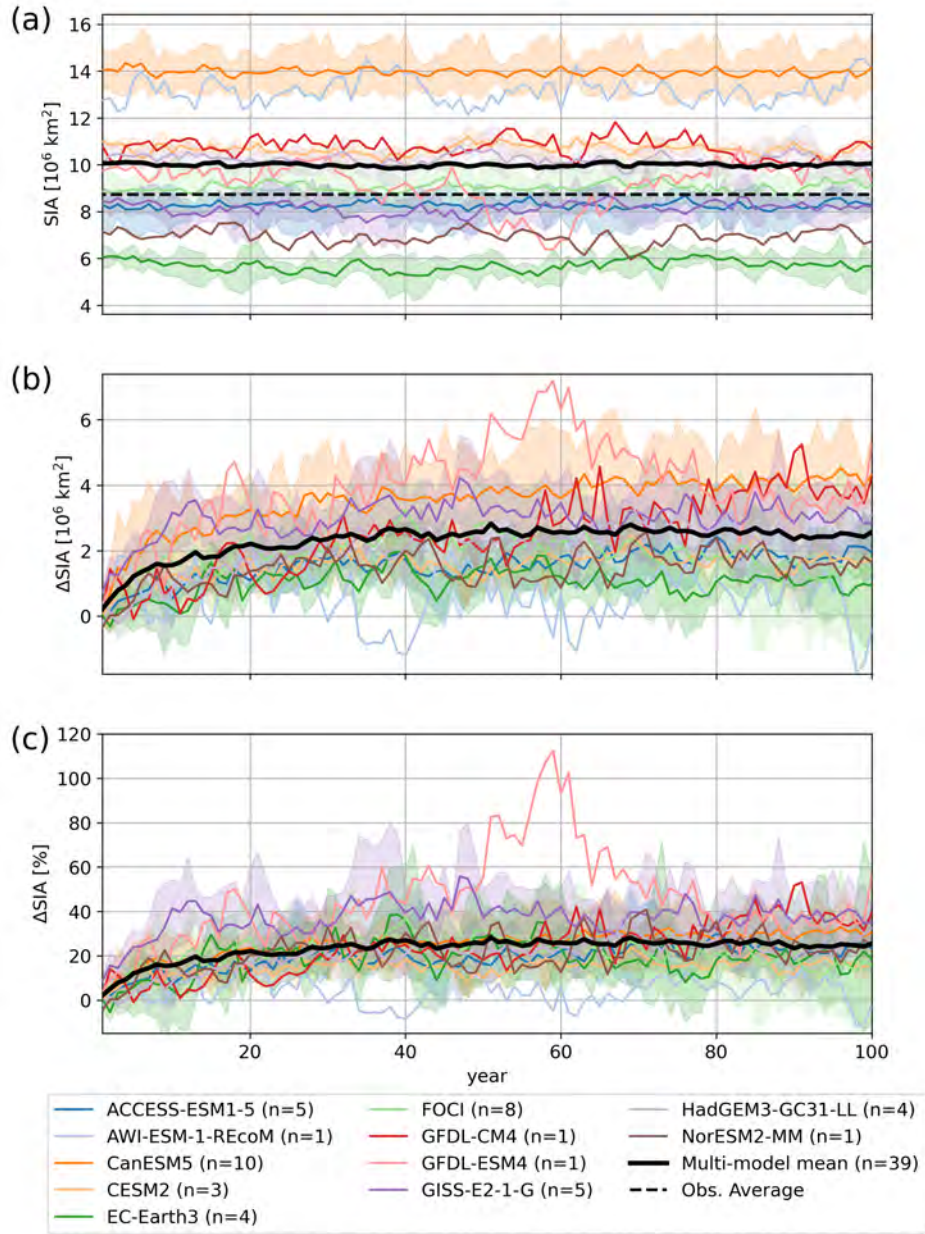 (a)
16
14
12
10
8
6
4
SIA [10⁶ km²]
(b)
6
4
2
0
ΔSIA [10⁶ km²]
(c)
120
100
80
60
40
20
0
ΔSIA [%]
20 40 60 80 100
year
ACCESS-ESM1-5 (n=5) FOCI (n=8) HadGEM3-GC31-LL (n=4)
AWI-ESM-1-REcoM (n=1) GFDL-CM4 (n=1) NorESM2-MM (n=1)
CanESM5 (n=10) GFDL-ESM4 (n=1) Multi-model mean (n=39)
CESM2 (n=3) GISS-E2-1-G (n=5) Obs. Average
EC-Earth3 (n=4)